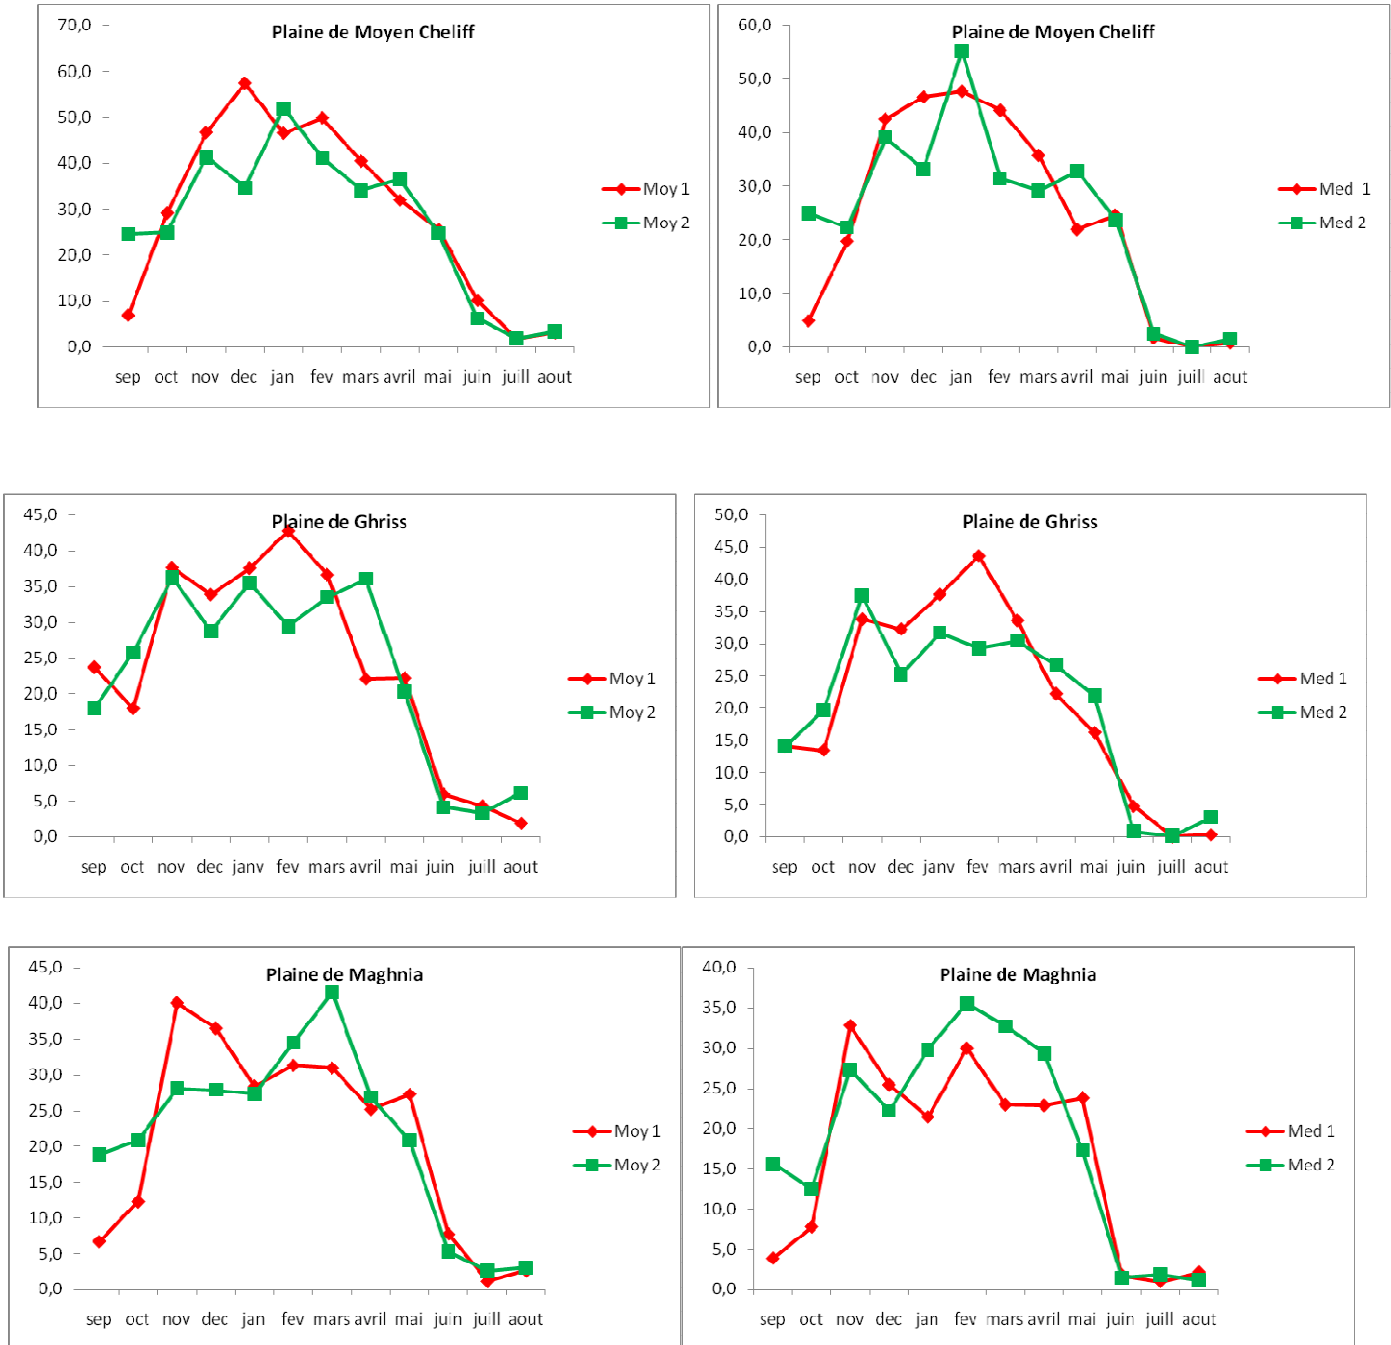 Plaine de Moyen Cheliff
70,0
60,0
50,0
40,0
30,0
20,0
10,0
0,0
sep oct nov dec jan fev mars avril mai juin juill aout
Moy 1
Moy 2
Plaine de Moyen Cheliff
60,0
50,0
40,0
30,0
20,0
10,0
0,0
sep oct nov dec jan fev mars avril mai juin juill aout
Med 1
Med 2
Plaine de Ghriss
45,0
40,0
35,0
30,0
25,0
20,0
15,0
10,0
5,0
0,0
sep oct nov dec janv fev mars avril mai juin juill aout
Moy 1
Moy 2
Plaine de Ghriss
50,0
45,0
40,0
35,0
30,0
25,0
20,0
15,0
10,0
5,0
0,0
sep oct nov dec janv fev mars avril mai juin juill aout
Med 1
Med 2
Plaine de Maghnia
45,0
40,0
35,0
30,0
25,0
20,0
15,0
10,0
5,0
0,0
sep oct nov dec jan fev mars avril mai juin juill aout
Moy 1
Moy 2
Plaine de Maghnia
40,0
35,0
30,0
25,0
20,0
15,0
10,0
5,0
0,0
sep oct nov dec jan fev mars avril mai juin juill aout
Med 1
Med 2